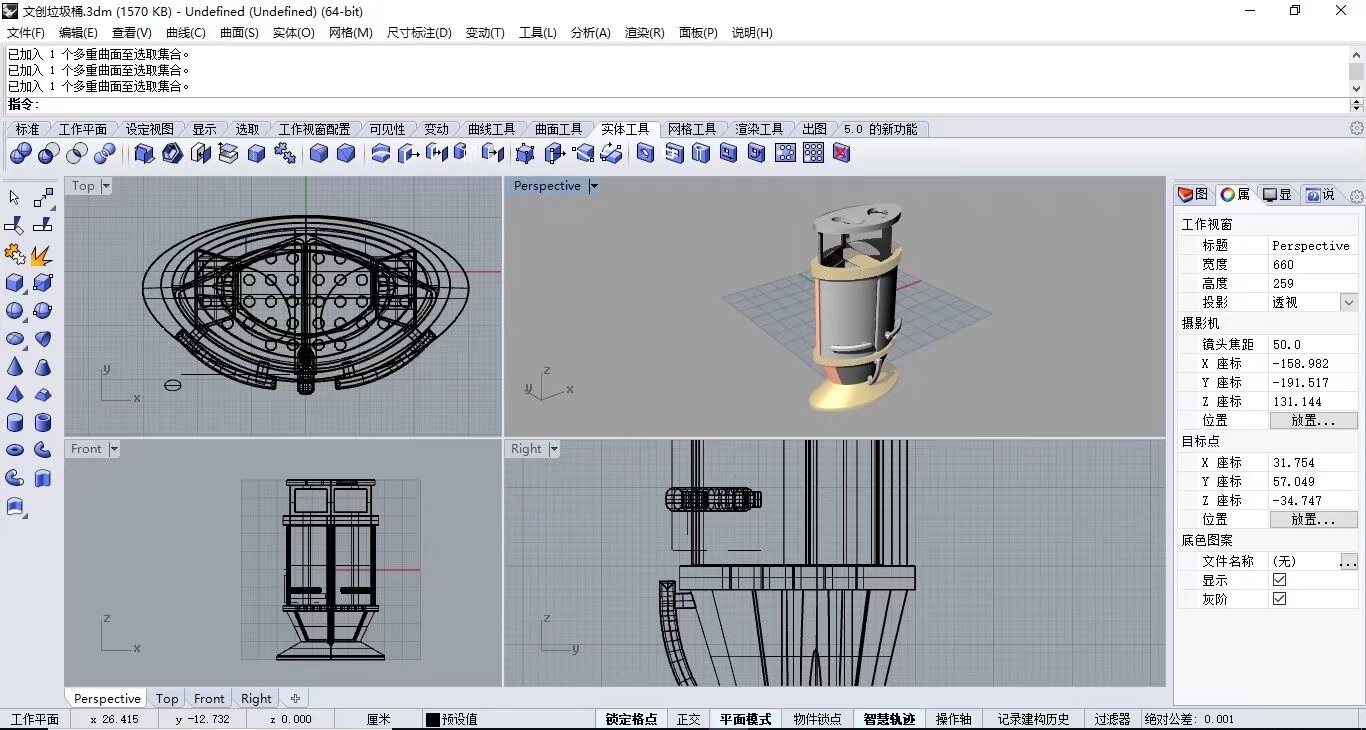 文创垃圾桶.3dm (1570 KB) - Undefined (Undefined) (64-bit)
文件(F) 编辑(E) 查看(V) 曲线(C) 曲面(S) 实体(O) 网格(M) 尺寸标注(D) 变动(T) 工具(L) 分析(A) 渲染(R) 面板(P) 说明(H)
已加入 1 个多重曲面至选取集合。
已加入 1 个多重曲面至选取集合。
已加入 1 个多重曲面至选取集合。
指令:
标准 工作平面 设定视图 显示 选取 工作视窗配置 可见性 变动 曲线工具 曲面工具 实体工具 网格工具 渲染工具 出图 5.0 的新功能
Top
y
x
Perspective
z
y
x
Front
z
x
Right
z
y
图 属 显 说
工作视窗
标题 Perspective
宽度 660
高度 259
投影 透视
摄影机
镜头焦距 50.0
X 座标 -158.982
Y 座标 -191.517
Z 座标 131.144
位置 放置...
目标点
X 座标 31.754
Y 座标 57.049
Z 座标 -34.747
位置 放置...
底色图案
文件名称 (无) ...
显示
灰阶
Perspective Top Front Right
工作平面 x 26.415 y -12.732 z 0.000 厘米 预设值 锁定格点 正交 平面模式 物件锁点 智慧轨迹 操作轴 记录建构历史 过滤器 绝对公差: 0.001